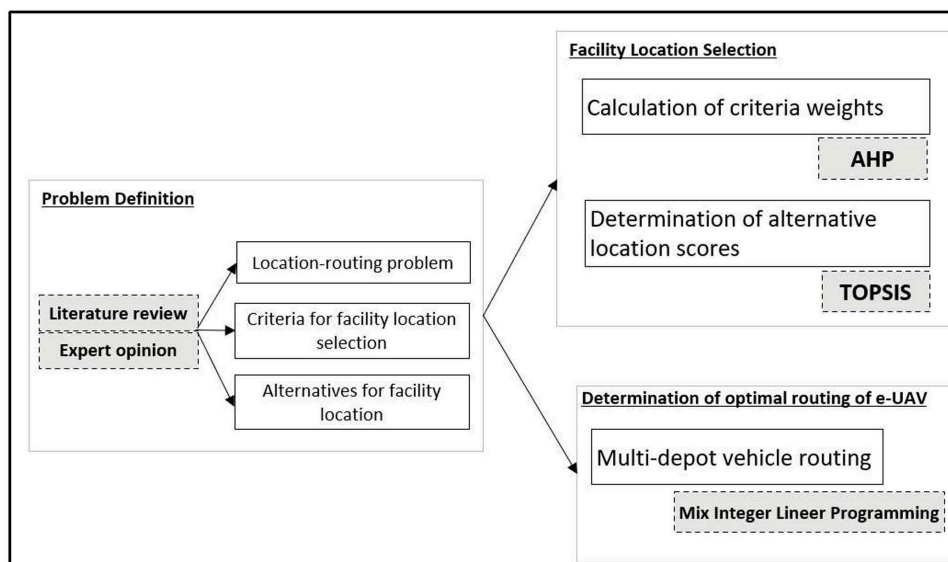 Problem Definition
Literature review
Expert opinion
Location-routing problem
Criteria for facility location
selection
Alternatives for facility
location
Facility Location Selection
Calculation of criteria weights
AHP
Determination of alternative
location scores
TOPSIS
Determination of optimal routing of e-UAV
Multi-depot vehicle routing
Mix Integer Lineer Programming